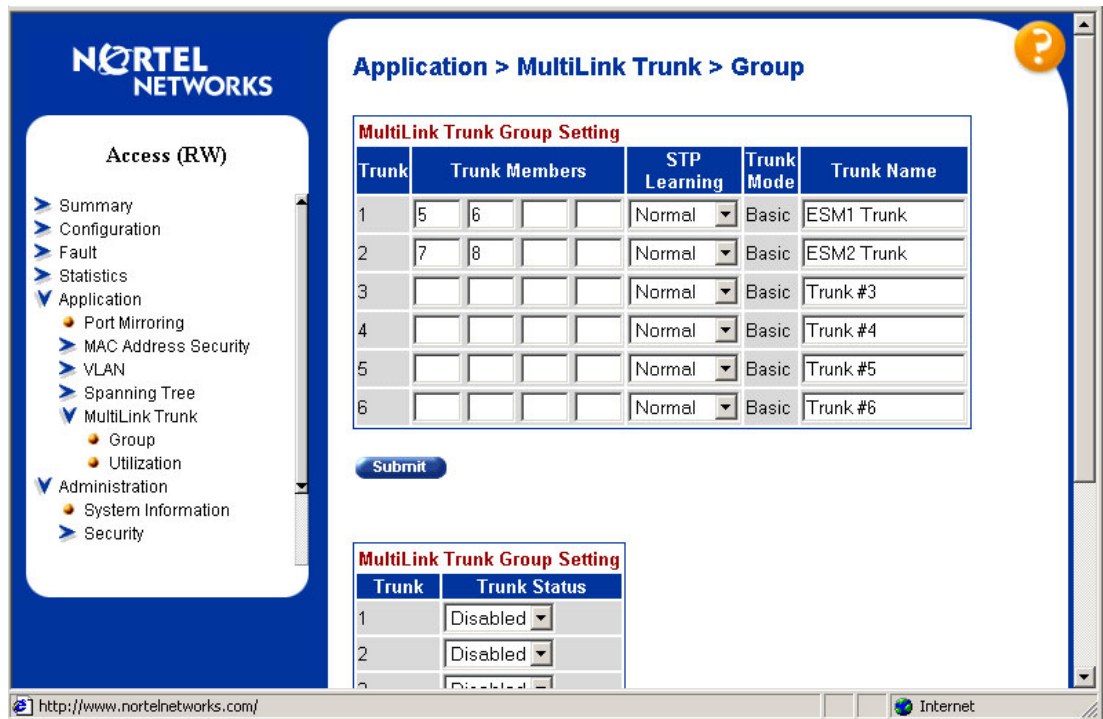 NORTEL
NETWORKS
Access (RW)
Summary
Configuration
Fault
Statistics
Application
Port Mirroring
MAC Address Security
VLAN
Spanning Tree
MultiLink Trunk
Group
Utilization
Administration
System Information
Security
Application > MultiLink Trunk > Group
?
MultiLink Trunk Group Setting
Trunk Trunk Members STP Learning Trunk Mode Trunk Name
1 5 6 Normal Basic ESM1 Trunk
2 7 8 Normal Basic ESM2 Trunk
3 Normal Basic Trunk #3
4 Normal Basic Trunk #4
5 Normal Basic Trunk #5
6 Normal Basic Trunk #6
Submit
MultiLink Trunk Group Setting
Trunk Trunk Status
1 Disabled
2 Disabled
http://www.nortelnetworks.com/ Internet